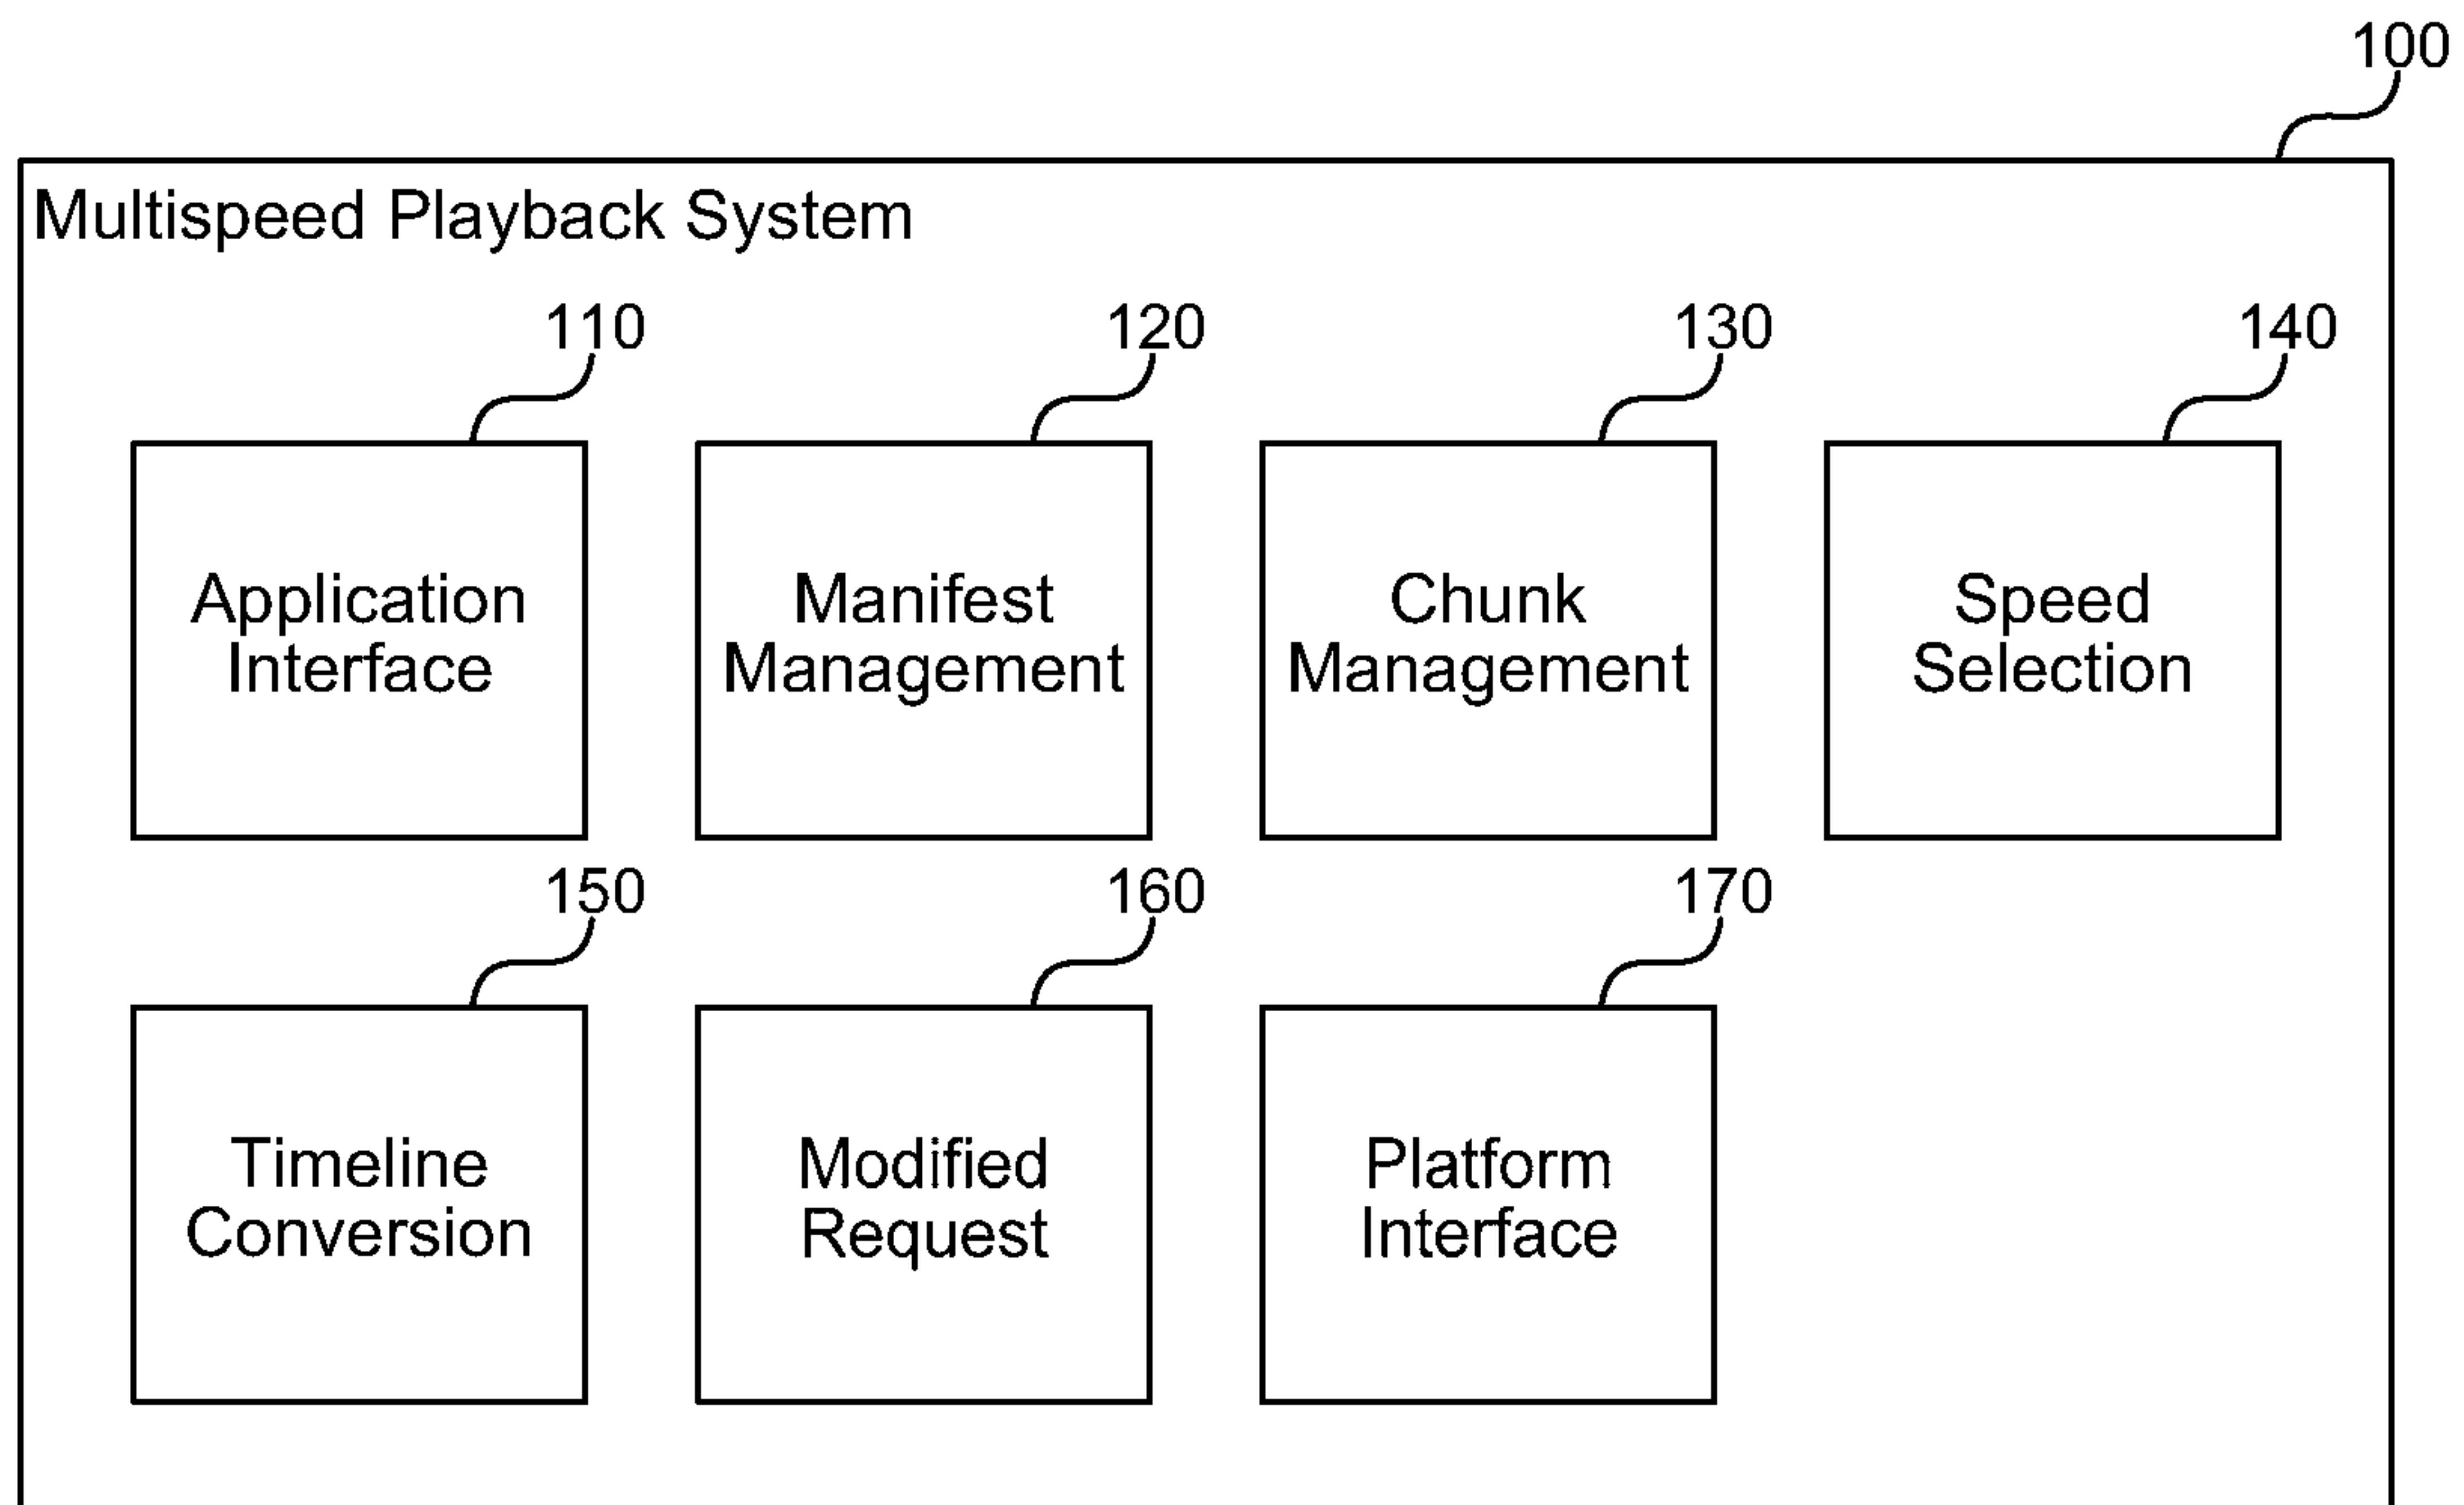 100
Multispeed Playback System
110
120
130
140
Application
Interface
Manifest
Management
Chunk
Management
Speed
Selection
150
160
170
Timeline
Conversion
Modified
Request
Platform
Interface